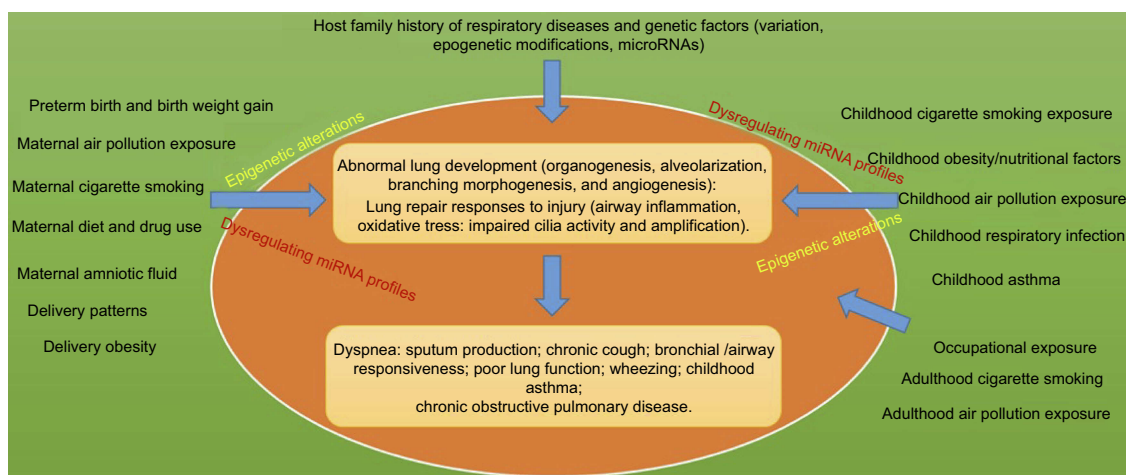 Host family history of respiratory diseases and genetic factors (variation,
epogenetic modifications, microRNAs)
Preterm birth and birth weight gain
Maternal air pollution exposure
Maternal cigarette smoking
Maternal diet and drug use
Maternal amniotic fluid
Delivery patterns
Delivery obesity
Epigenetic alterations
Dysregulating miRNA profiles
Abnormal lung development (organogenesis, alveolarization,
branching morphogenesis, and angiogenesis):
Lung repair responses to injury (airway inflammation,
oxidative tress: impaired cilia activity and amplification).
Dyspnea: sputum production; chronic cough; bronchial /airway
responsiveness; poor lung function; wheezing; childhood
asthma;
chronic obstructive pulmonary disease.
Dysregulating miRNA profiles
Epigenetic alterations
Childhood cigarette smoking exposure
Childhood obesity/nutritional factors
Childhood air pollution exposure
Childhood respiratory infection
Childhood asthma
Occupational exposure
Adulthood cigarette smoking
Adulthood air pollution exposure